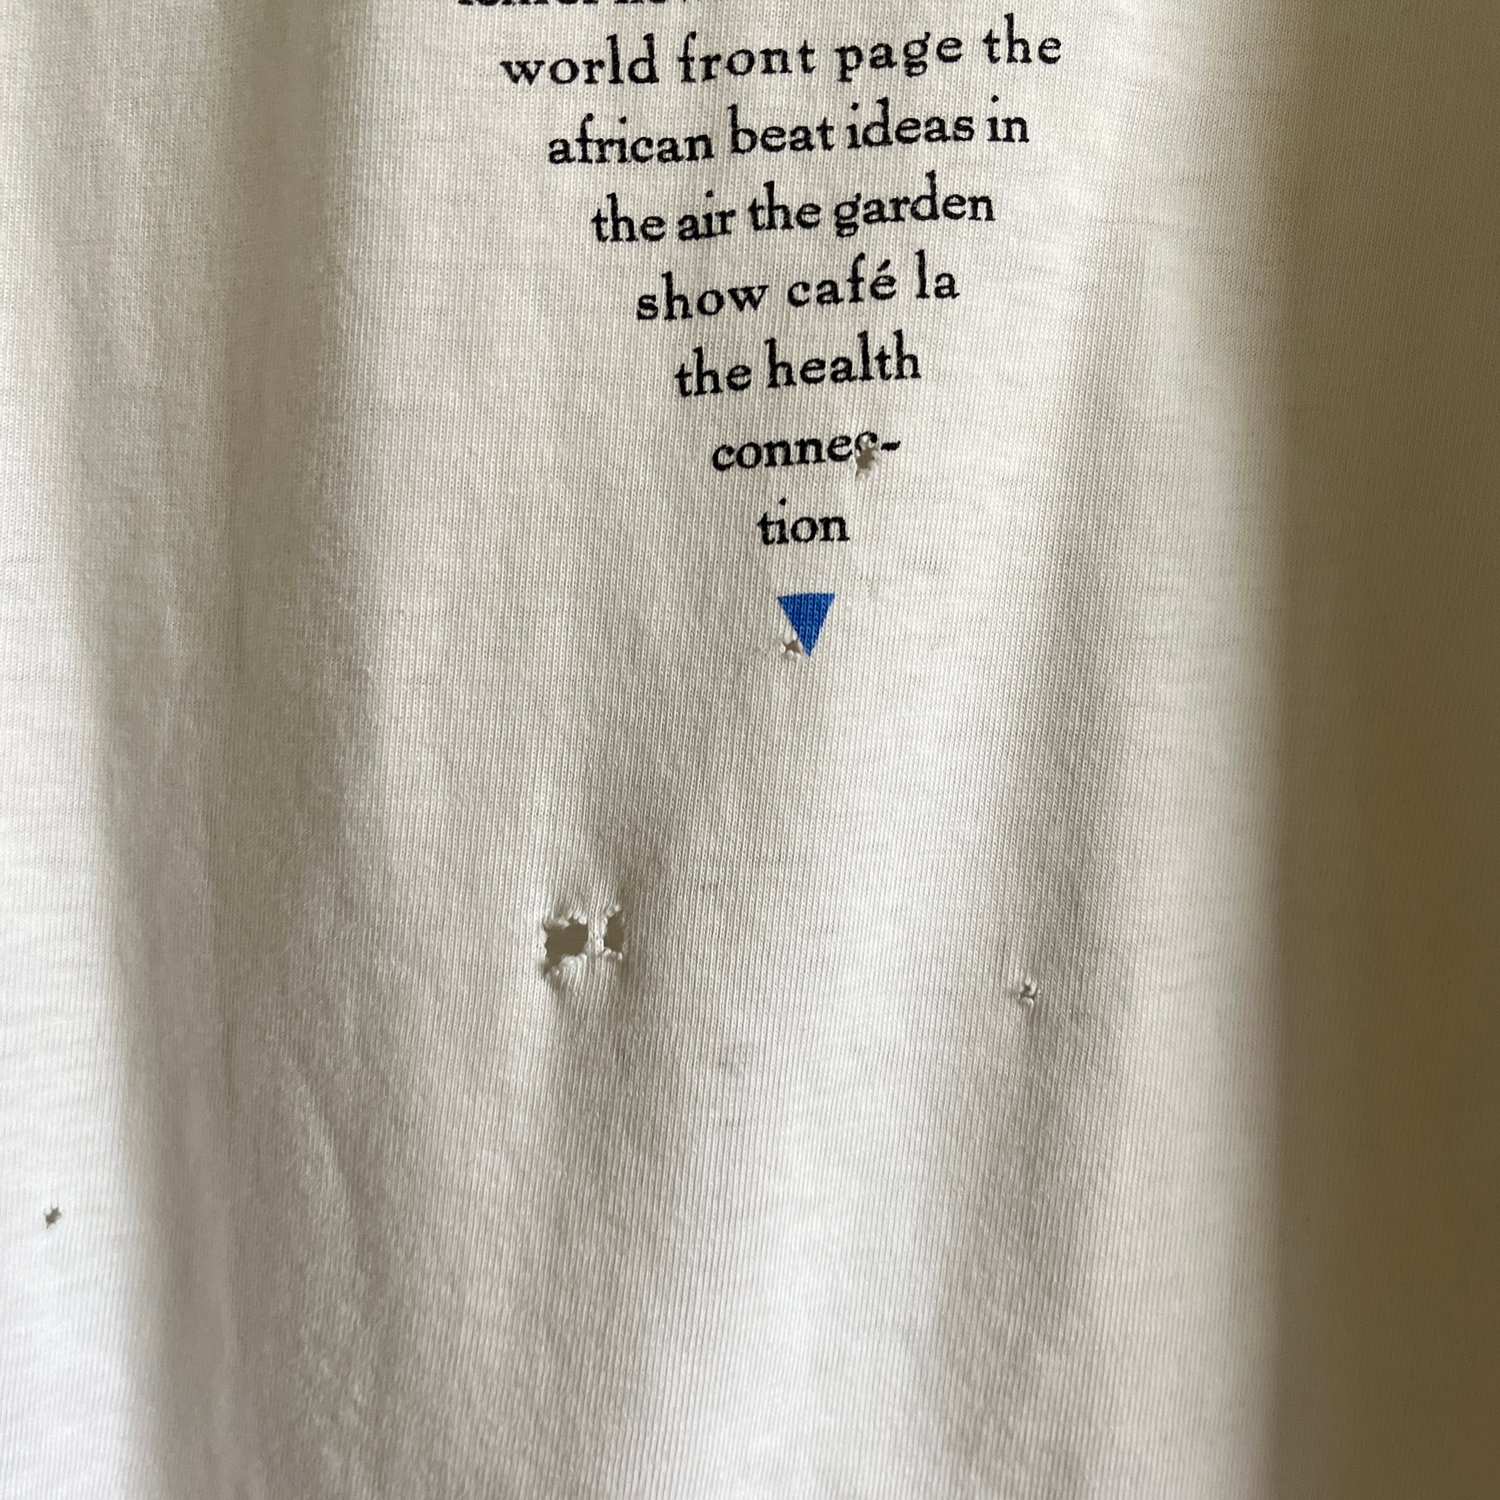 world front page the
african beat ideas in
the air the garden
show café la
the health
connec-
tion